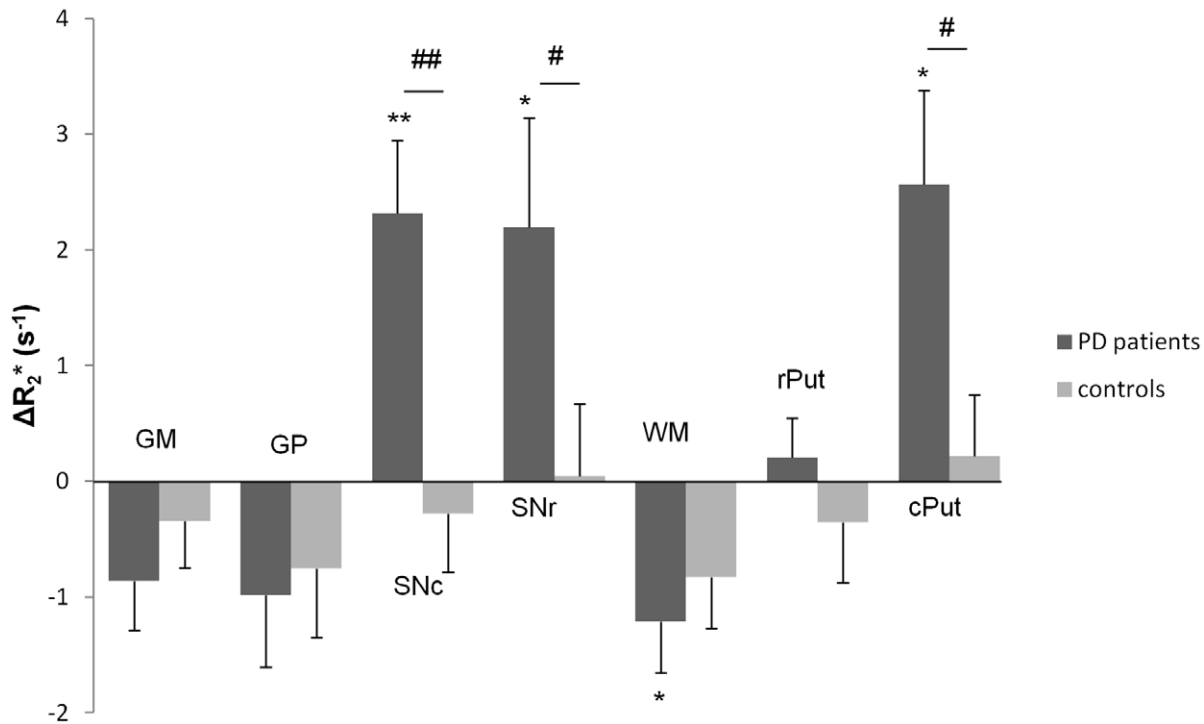 4
3
2
1
0
-1
-2
ΔR₂* (s⁻¹)
GM
GP
##
**
SNc
#
*
SNr
WM
*
rPut
#
*
cPut
PD patients
controls